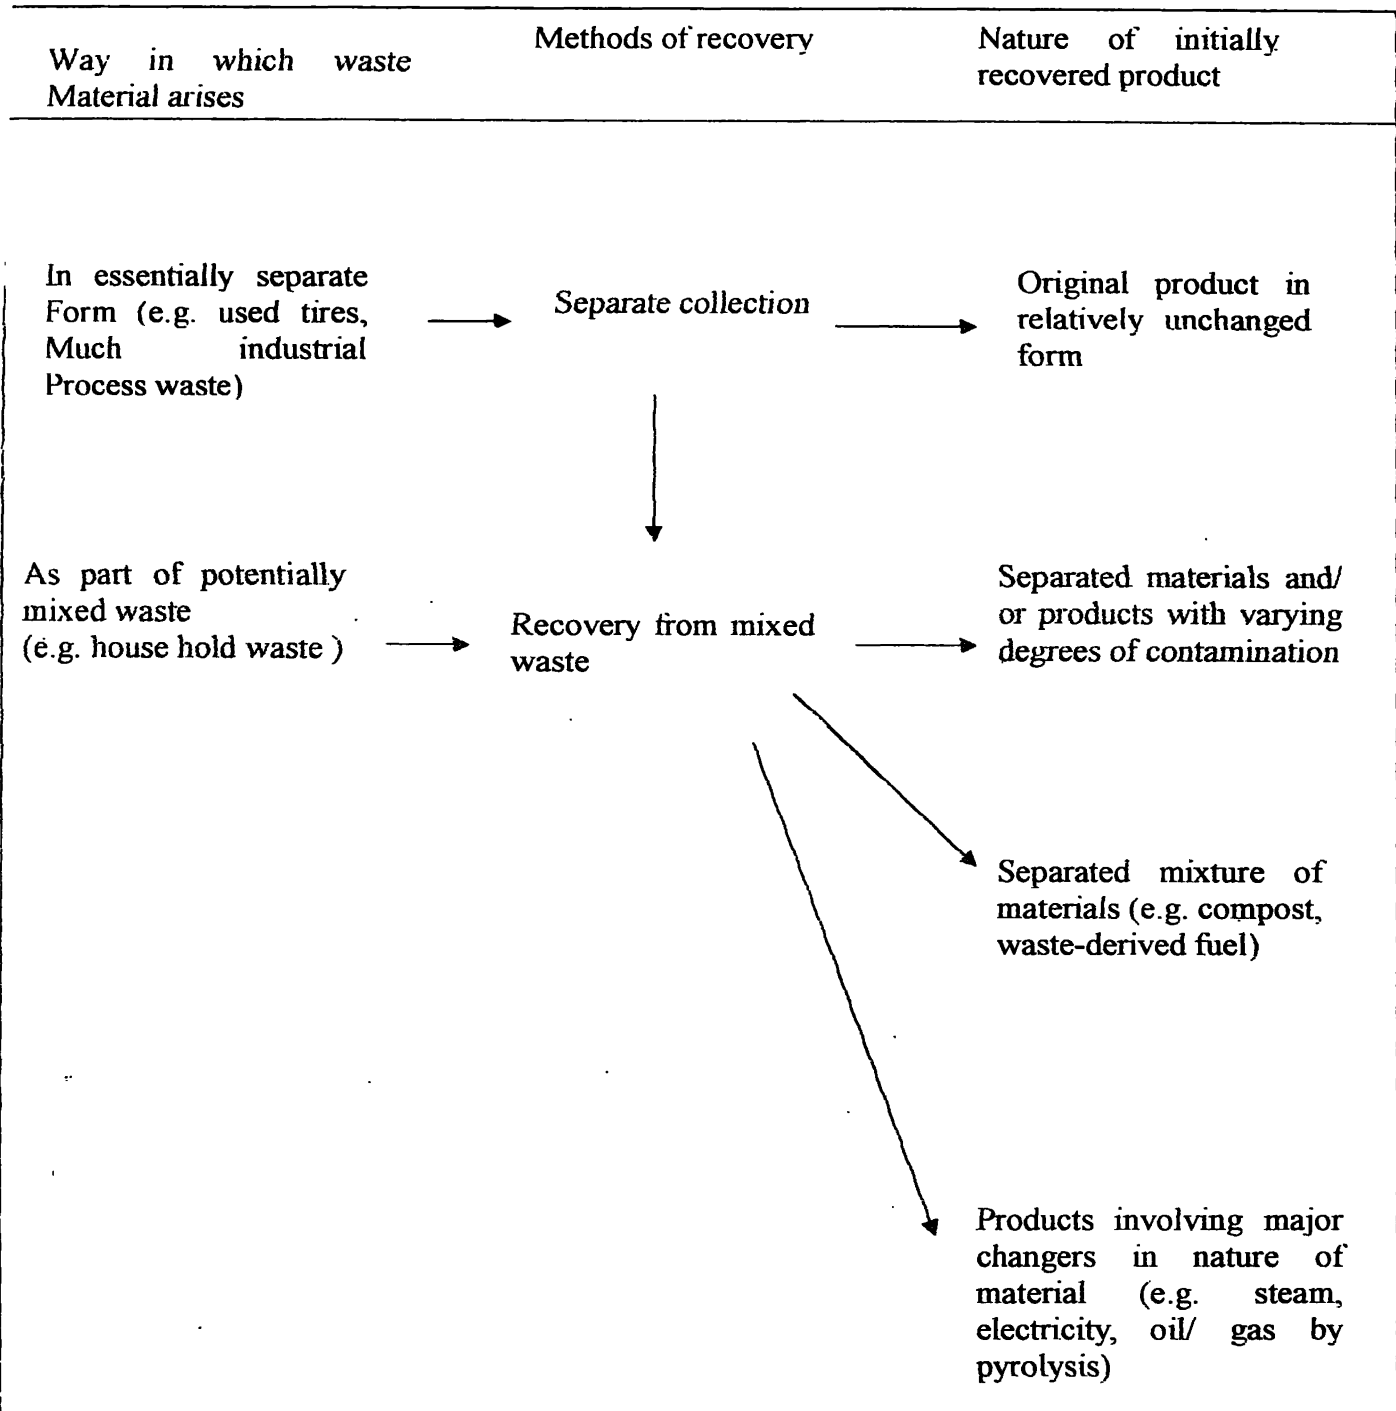 Way in which waste
Material arises
Methods of recovery
Nature of initially
recovered product
In essentially separate
Form (e.g. used tires,
Much industrial
Process waste)
Separate collection
Original product in
relatively unchanged
form
As part of potentially
mixed waste
(e.g. house hold waste )
Recovery from mixed
waste
Separated materials and/
or products with varying
degrees of contamination
Separated mixture of
materials (e.g. compost,
waste-derived fuel)
Products involving major
changers in nature of
material (e.g. steam,
electricity, oil/ gas by
pyrolysis)